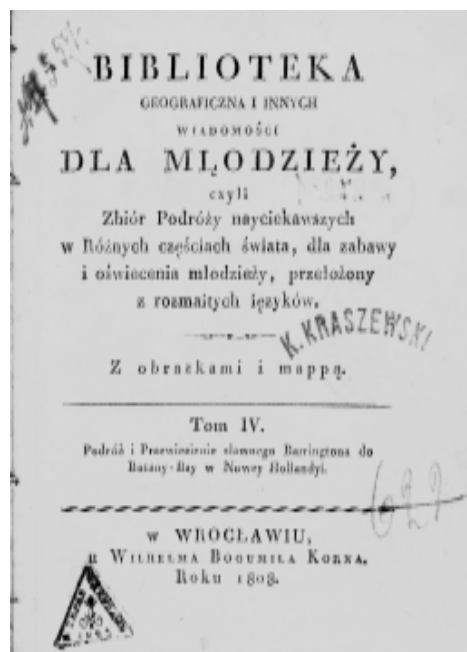 BIBLIOTEKA
GEOGRAFICZNA I INNYCH
WIADOMOŚCI
DLA MŁODZIEŻY,
czyli
Zbiór Podróży nayciekawszych
w Różnych częściach świata, dla zabawy
i oświecenia młodzieży, przełożony
z rozmaitych ięzyków.
K. KRASZEWSKI
Z obrazkami i mappą.
Tom IV.
Podróż i Przewiezienie sławnego Barringtona do
Botany-Bay w Nowey Hollandyi.
622
w WROCŁAWIU,
u WILHELMA BOGUMIŁA KORNA.
Roku 1808.